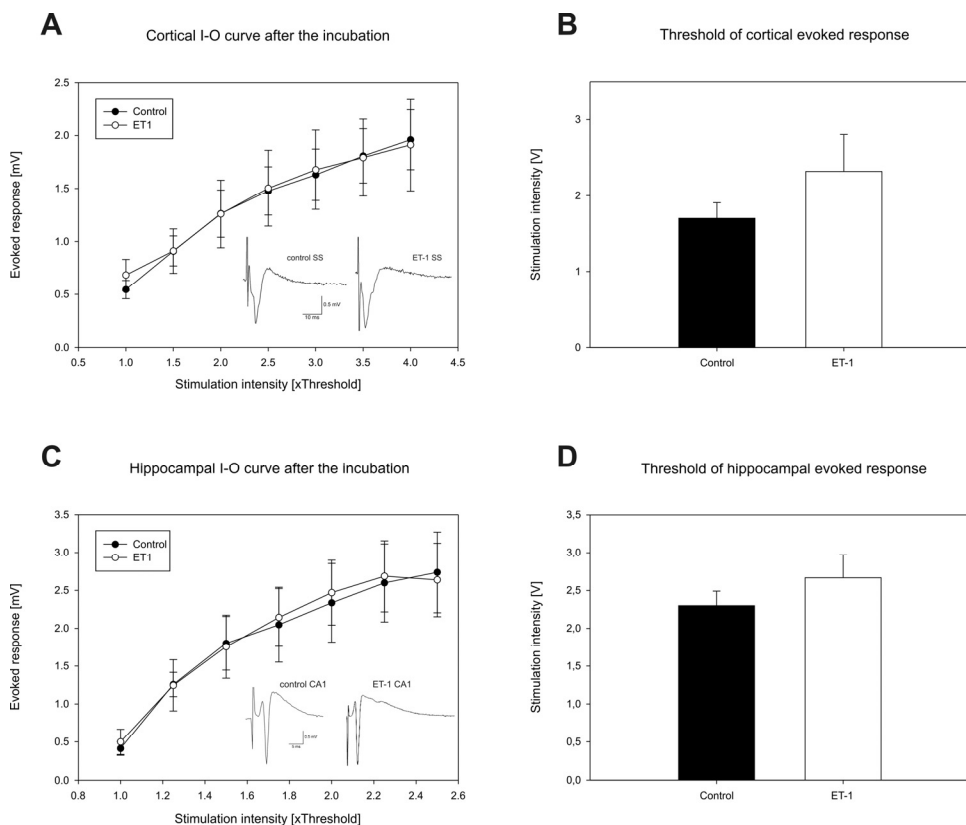 A
Cortical I-O curve after the incubation
Evoked response [mV]
2.5
2.0
1.5
1.0
0.5
0.0
Control
ET1
control SS
ET-1 SS
0.5 mV
10 ms
0.5 1.0 1.5 2.0 2.5 3.0 3.5 4.0 4.5
Stimulation intensity [xThreshold]
B
Threshold of cortical evoked response
Stimulation intensity [V]
3
2
1
0
Control ET-1
C
Hippocampal I-O curve after the incubation
Evoked response [mV]
3.5
3.0
2.5
2.0
1.5
1.0
0.5
0.0
Control
ET1
control CA1
ET-1 CA1
0.5 mV
5 ms
1.0 1.2 1.4 1.6 1.8 2.0 2.2 2.4 2.6
Stimulation intensity [xThreshold]
D
Threshold of hippocampal evoked response
Stimulation intensity [V]
3,5
3,0
2,5
2,0
1,5
1,0
0,5
0,0
Control ET-1